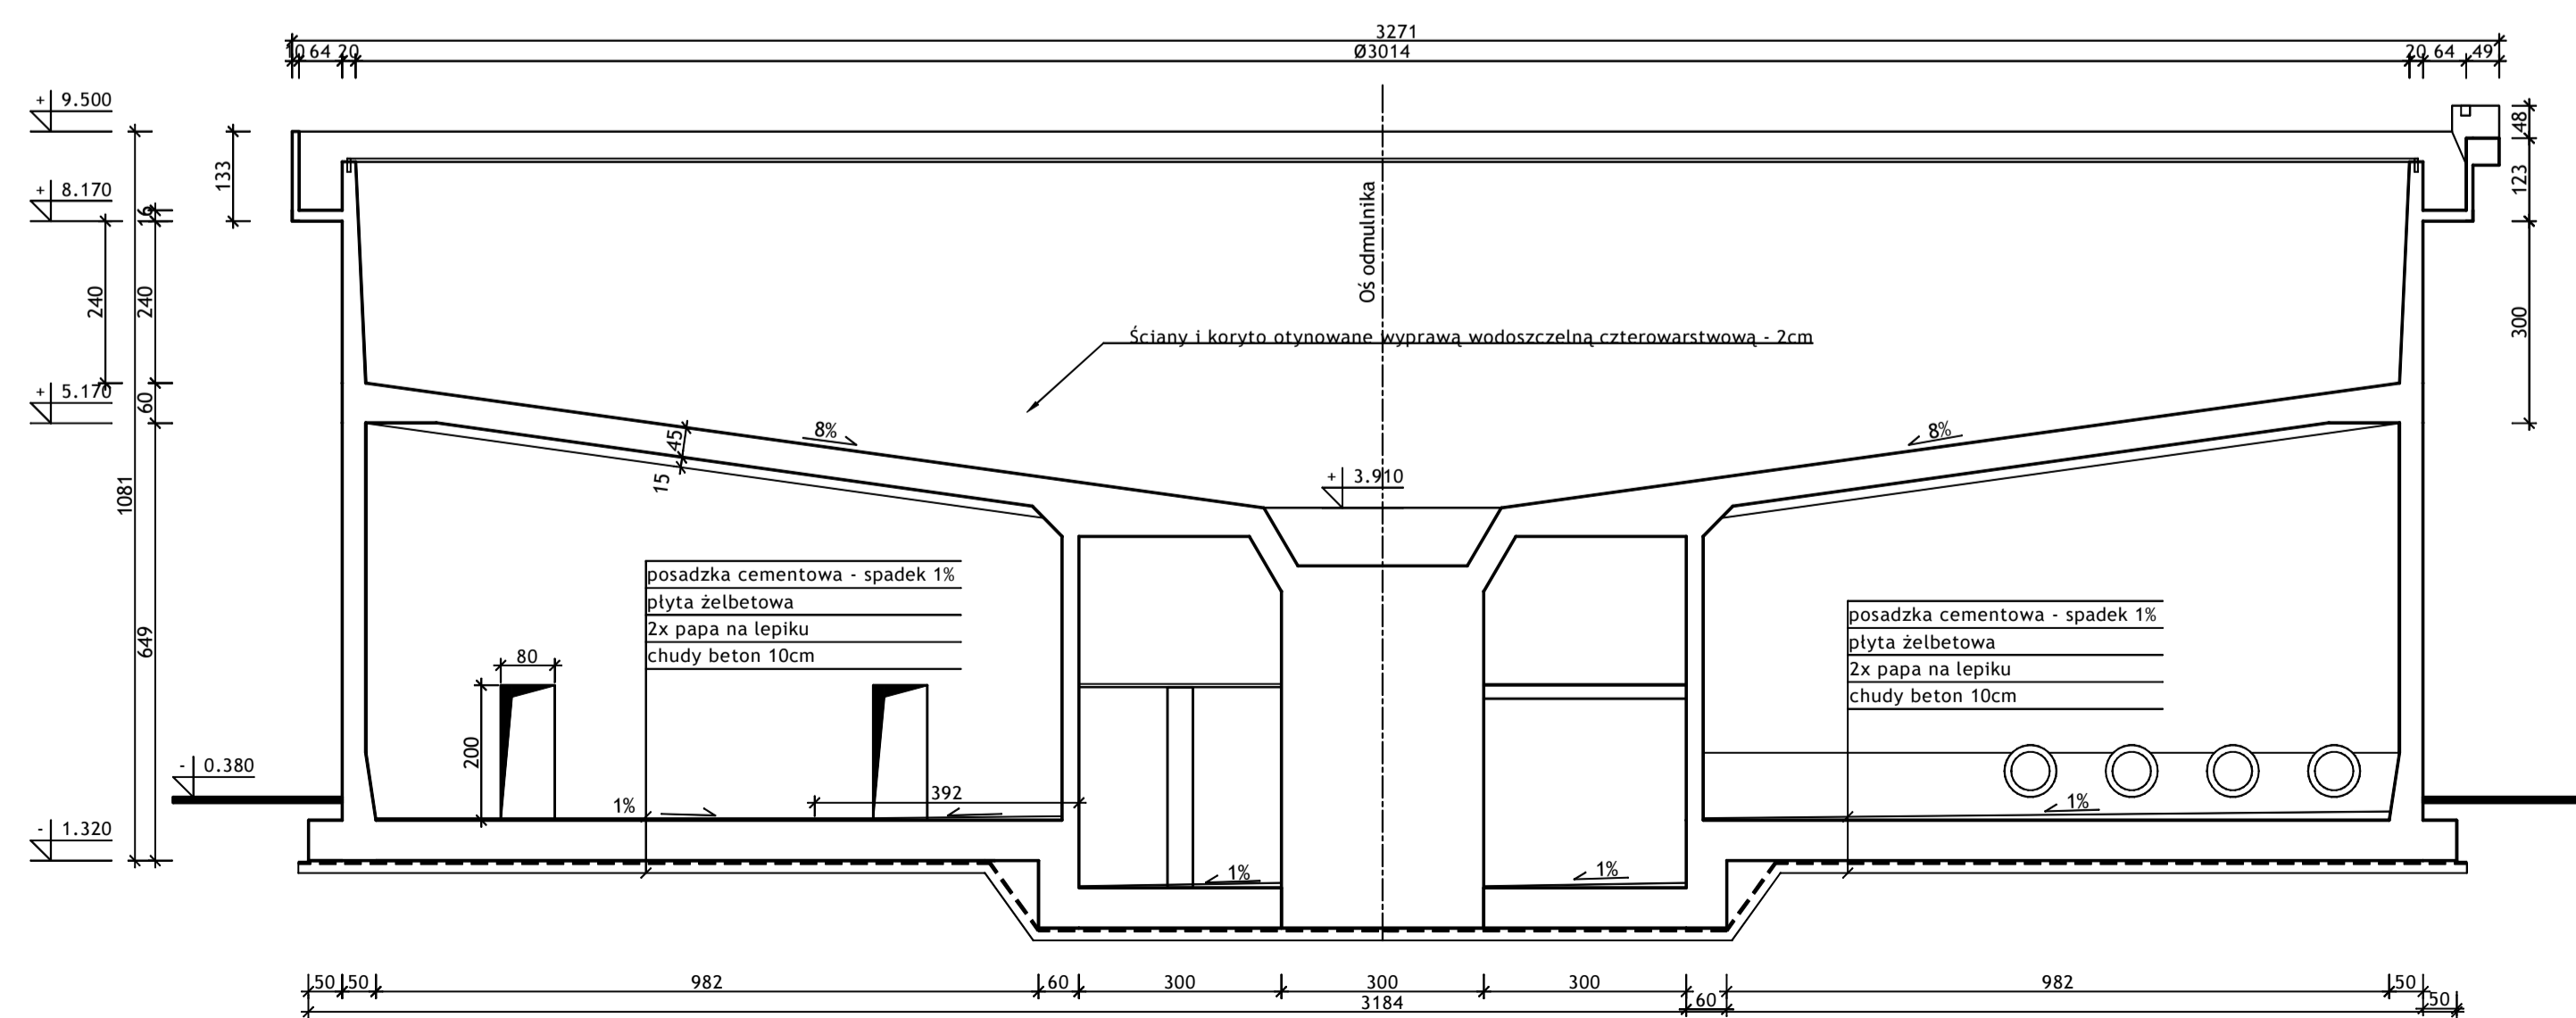 3271
10 64 20 Ø3014 20 64 49
+ 9.500
48
133
123
+ 8.170
16
Oś odmulnika
240
240
300
Ściany i koryto otynowane wyprawą wodoszczelną czterowarstwową - 2cm
+ 5.170
60
8%
8%
45
15
+ 3.910
1081
posadzka cementowa - spadek 1%
płyta żelbetowa
2x papa na lepiku
chudy beton 10cm
posadzka cementowa - spadek 1%
płyta żelbetowa
2x papa na lepiku
chudy beton 10cm
649
80
200
- 0.380
392
1%
1%
- 1.320
1%
1%
50 50 982 60 300 300 300 982 50
3184 60 50